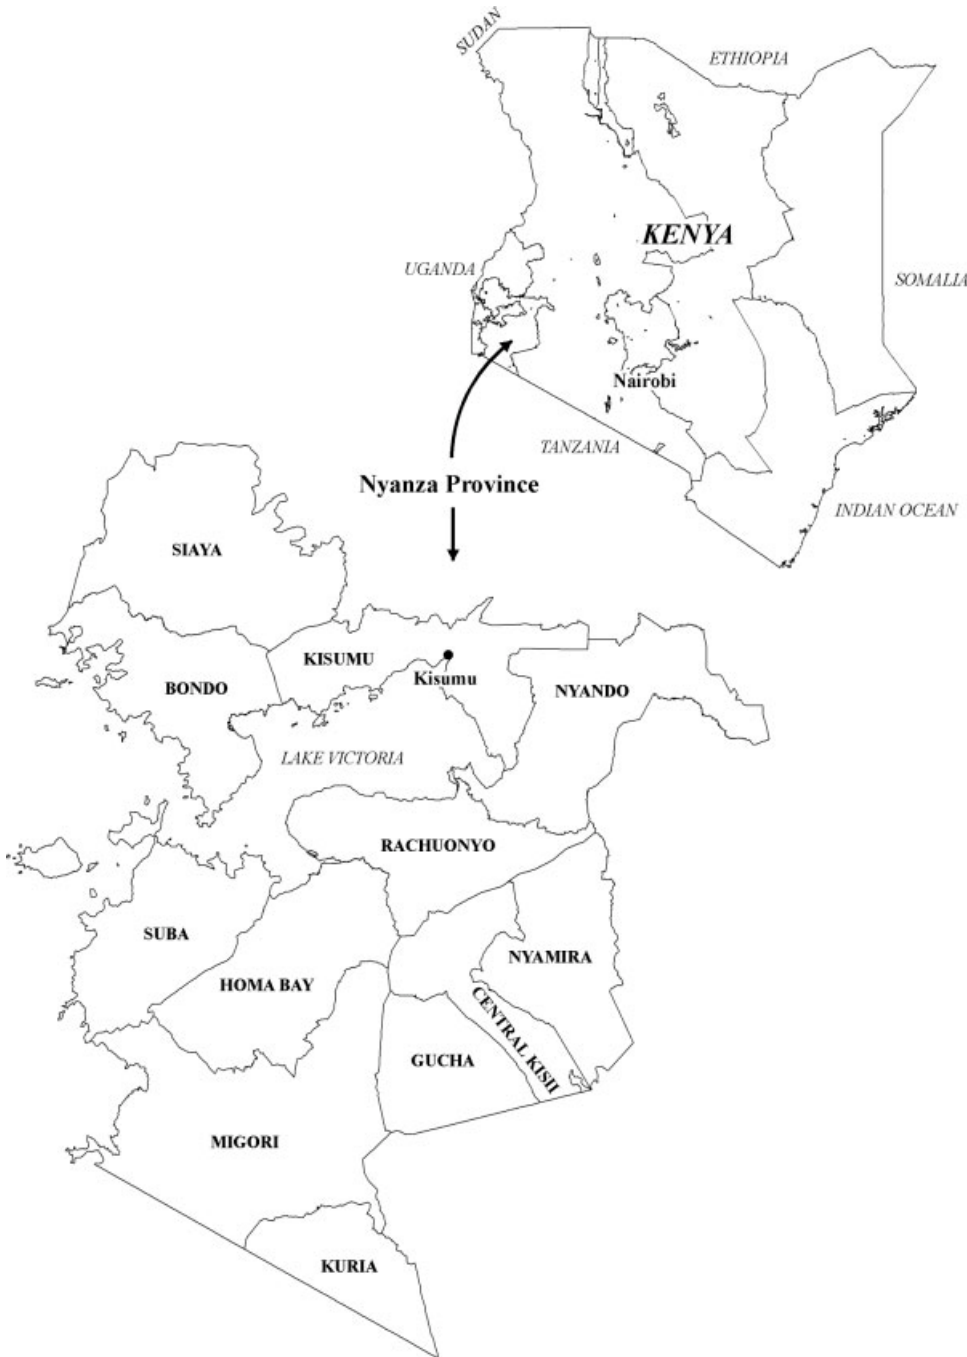 SUDAN
ETHIOPIA
KENYA
UGANDA
SOMALIA
Nairobi
TANZANIA
Nyanza Province
INDIAN OCEAN
SIAYA
KISUMU
Kisumu
BONDO
NYANDO
LAKE VICTORIA
RACHUONYO
SUBA
NYAMIRA
HOMA BAY
CENTRAL KISII
GUCHA
MIGORI
KURIA